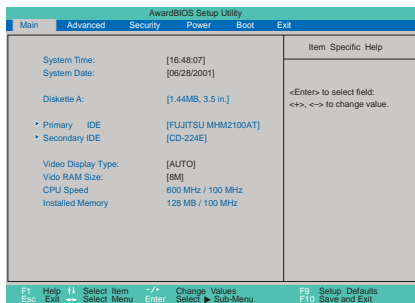 AwardBIOS Setup Utility
Main Advanced Security Power Boot Exit
Item Specific Help
System Time: [16:48:07]
System Date: [06/28/2001]
Diskette A: [1.44MB, 3.5 in.]
<Enter> to select field:
<+>, <-> to change value.
Primary IDE [FUJITSU MHM2100AT]
Secondary IDE [CD-224E]
Video Display Type: [AUTO]
Vido RAM Size: [8M]
CPU Speed 600 MHz / 100 MHz
Installed Memory 128 MB / 100 MHz
F1 Help ↑↓ Select Item -/+ Change Values F9 Setup Defaults
Esc Exit ↔ Select Menu Enter Select ▶ Sub-Menu F10 Save and Exit